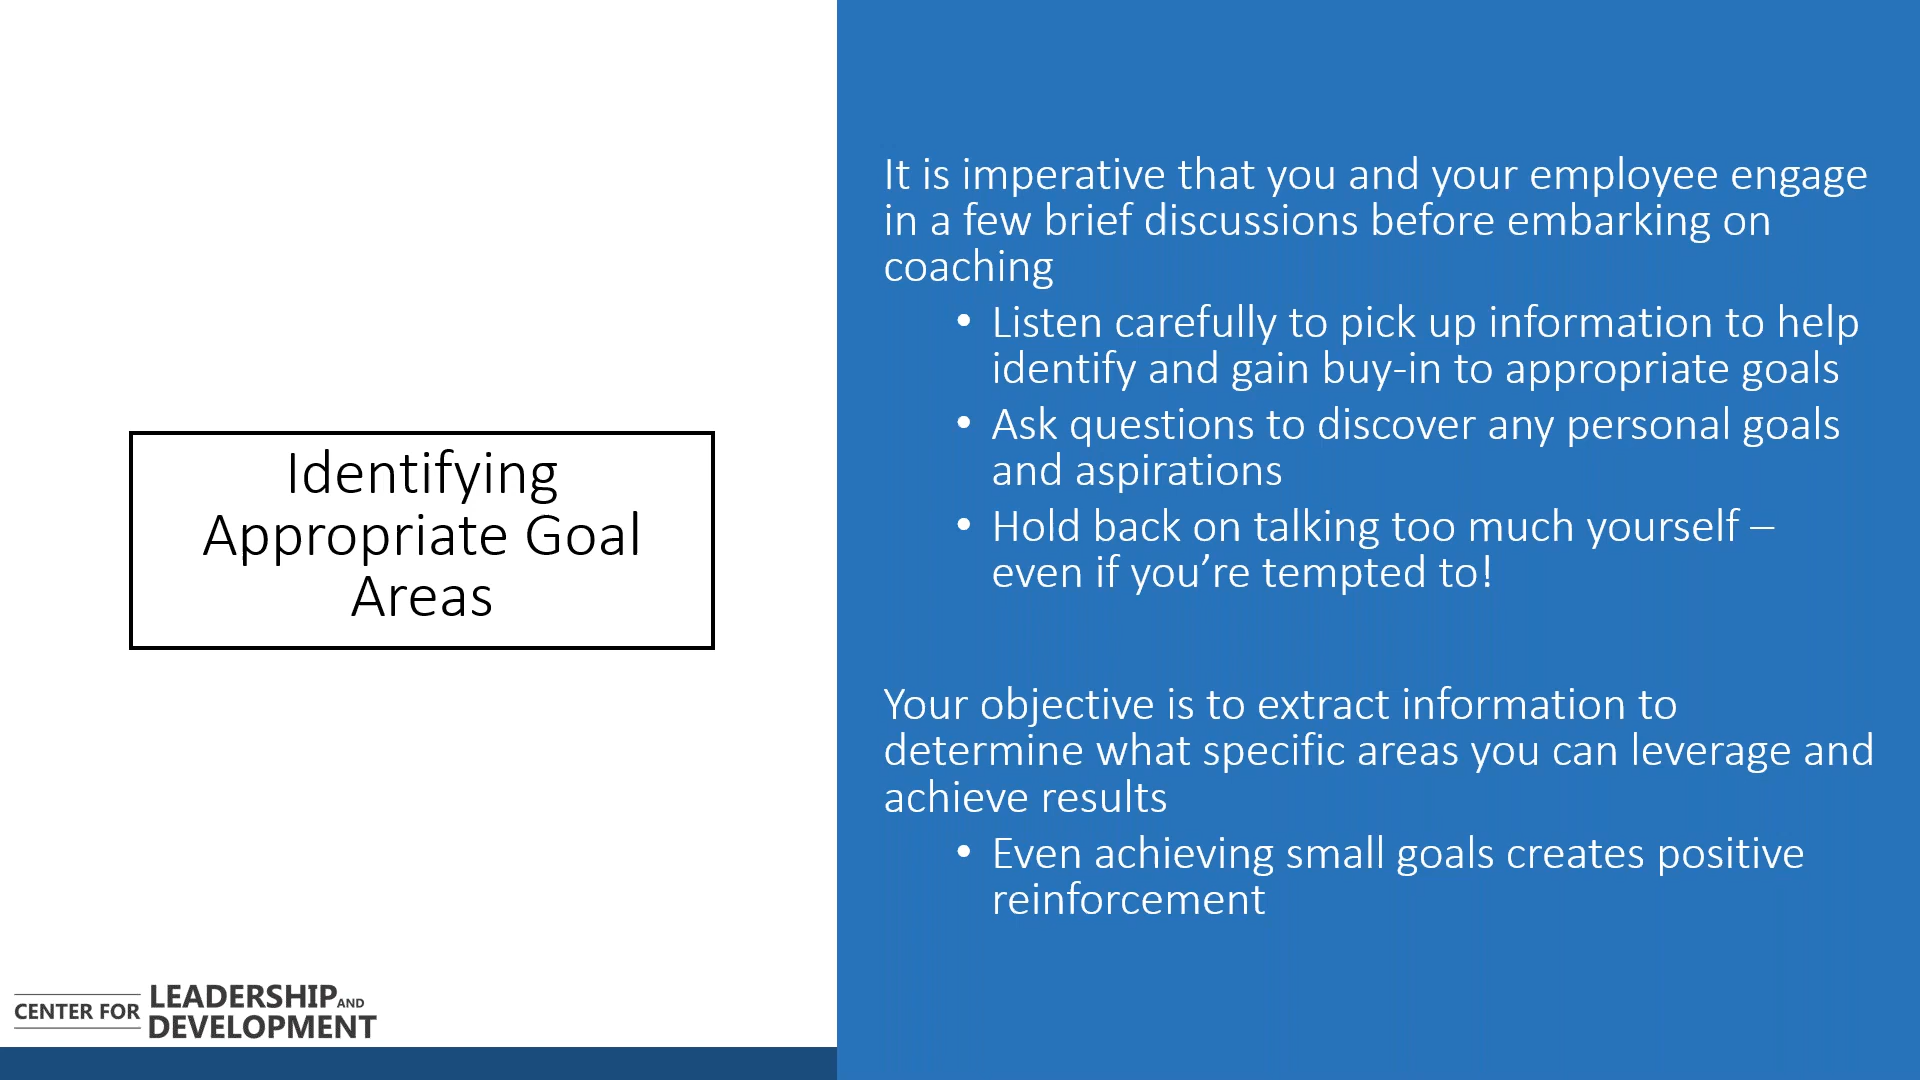 Identifying
Appropriate Goal
Areas
It is imperative that you and your employee engage
in a few brief discussions before embarking on
coaching
• Listen carefully to pick up information to help
identify and gain buy-in to appropriate goals
• Ask questions to discover any personal goals
and aspirations
• Hold back on talking too much yourself –
even if you’re tempted to!
Your objective is to extract information to
determine what specific areas you can leverage and
achieve results
• Even achieving small goals creates positive
reinforcement
CENTER FOR LEADERSHIP AND
DEVELOPMENT